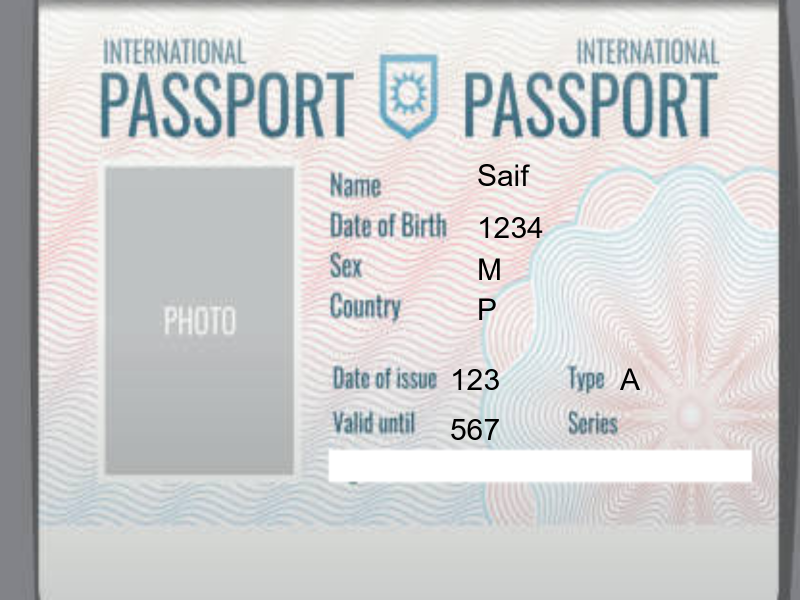 INTERNATIONAL INTERNATIONAL
PASSPORT PASSPORT
Name Saif
Date of Birth 1234
Sex M
Country P
PHOTO
Date of issue 123 Type A
Valid until 567 Series